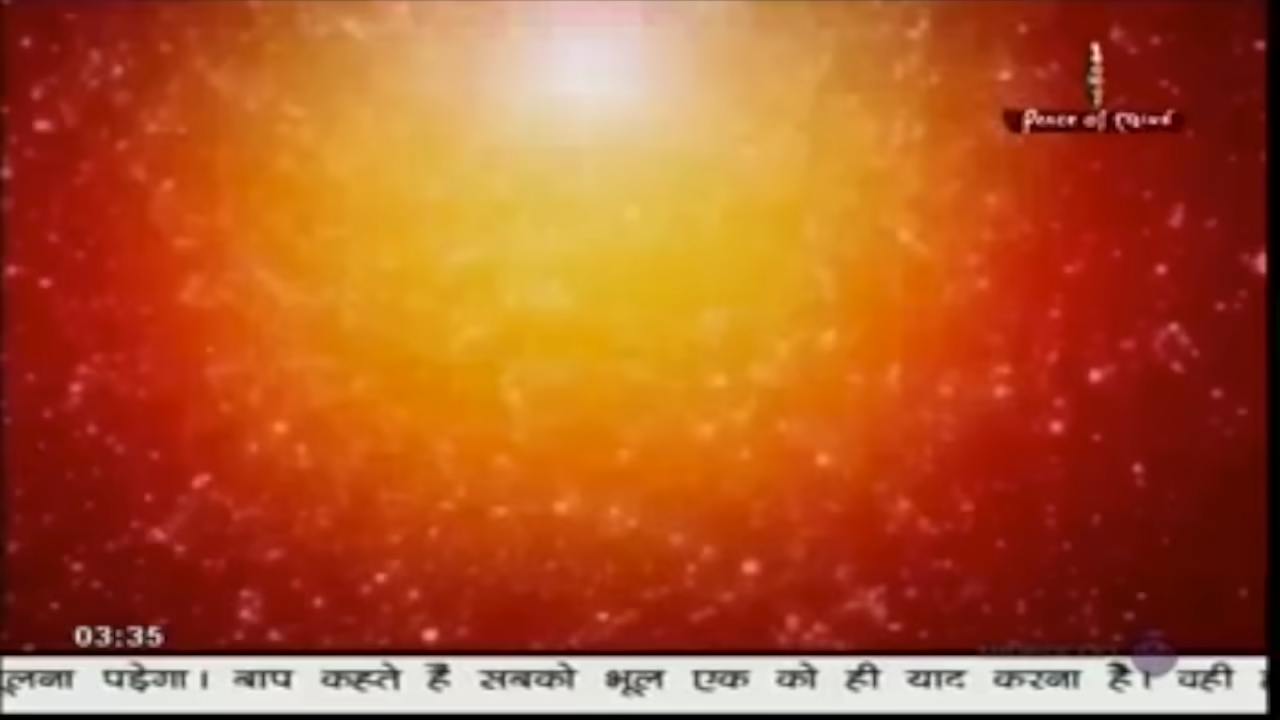 Peace of Mind
03:35
ूलना पड़ेगा। बाप कहते हैं सबको भूल एक को ही याद करना है। वही